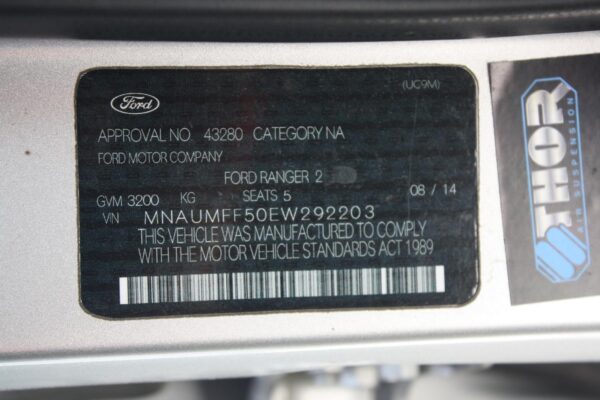 Ford
(UC9M)
APPROVAL NO 43280 CATEGORY NA
FORD MOTOR COMPANY
FORD RANGER 2
GVM 3200 KG SEATS 5 08 / 14
VIN MNAUMFF50EW292203
THIS VEHICLE WAS MANUFACTURED TO COMPLY
WITH THE MOTOR VEHICLE STANDARDS ACT 1989
THOR
AIR SUSPENSION